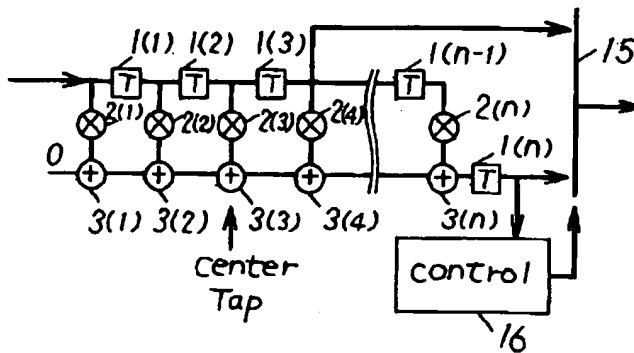 1(1) 1(2) 1(3) 1(n-1) 15
T T T T
2(1) 2(2) 2(3) 2(4) 2(n)
0 1(n)
T
3(1) 3(2) 3(3) 3(4) 3(n)
center
Tap
control
16